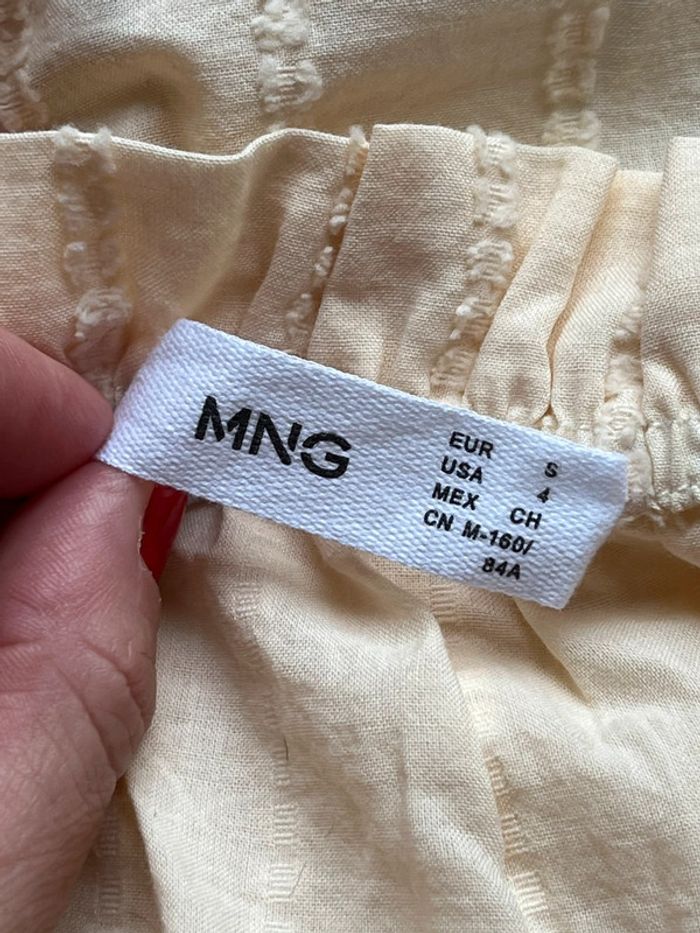 MNG
EUR S
USA 4
MEX CH
CN M-160/
84A